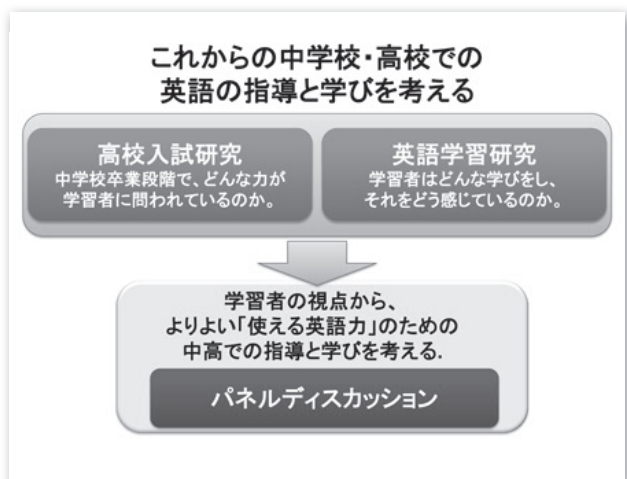 これからの中学校・高校での
英語の指導と学びを考える
高校入試研究
中学校卒業段階で、どんな力が
学習者に問われているのか。
英語学習研究
学習者はどんな学びをし、
それをどう感じているのか。
学習者の視点から、
よりよい「使える英語力」のための
中高での指導と学びを考える.
パネルディスカッション